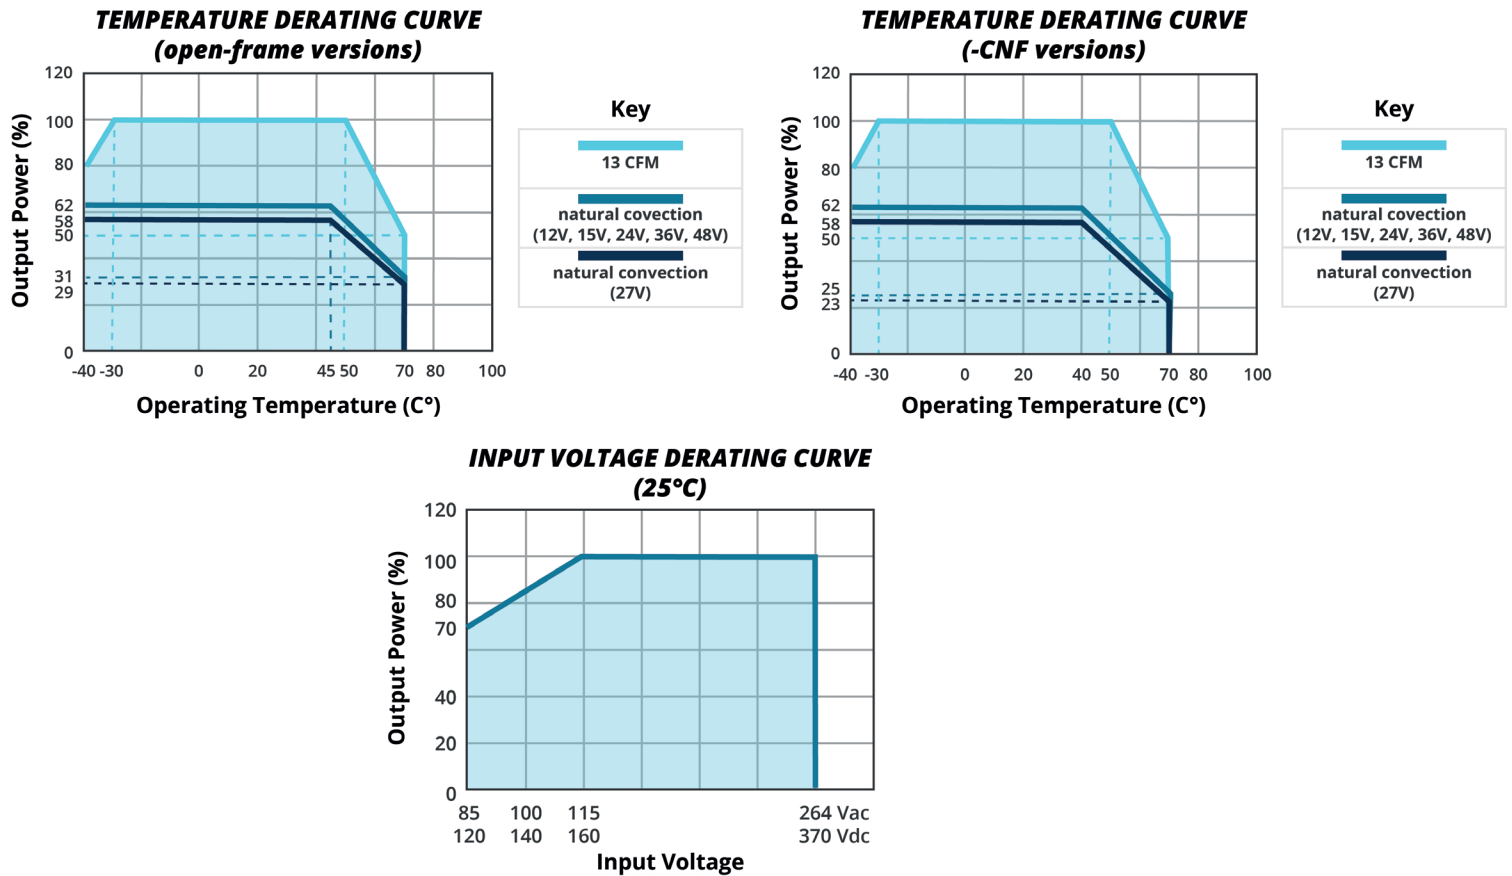 TEMPERATURE DERATING CURVE
(open-frame versions)
120
100
80
62
58
50
31
29
0
Output Power (%)
-40 -30 0 20 45 50 70 80 100
Operating Temperature (C°)
Key
13 CFM
natural covection
(12V, 15V, 24V, 36V, 48V)
natural convection
(27V)
TEMPERATURE DERATING CURVE
(-CNF versions)
120
100
80
62
58
50
25
23
0
Output Power (%)
-40 -30 0 20 40 50 70 80 100
Operating Temperature (C°)
Key
13 CFM
natural covection
(12V, 15V, 24V, 36V, 48V)
natural convection
(27V)
INPUT VOLTAGE DERATING CURVE
(25°C)
120
100
80
70
40
20
0
Output Power (%)
85 100 115 264 Vac
120 140 160 370 Vdc
Input Voltage